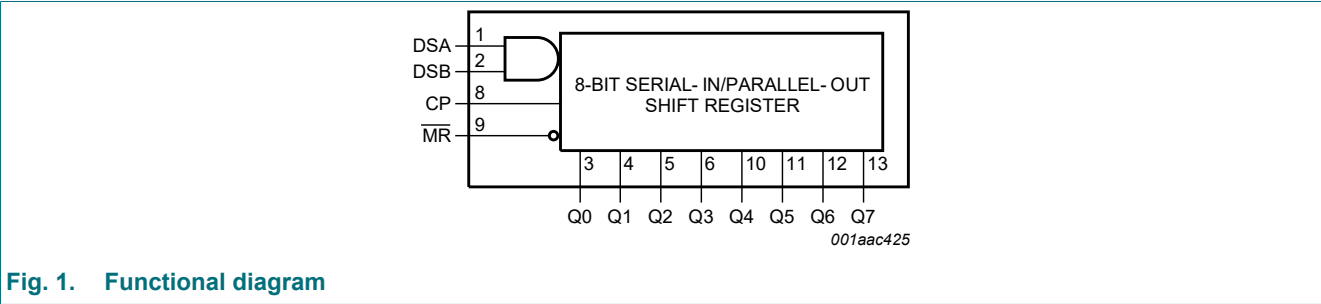 DSA 1
DSB 2
CP 8
M̅R̅ 9
8-BIT SERIAL- IN/PARALLEL- OUT
SHIFT REGISTER
3 4 5 6 10 11 12 13
Q0 Q1 Q2 Q3 Q4 Q5 Q6 Q7
001aac425
Fig. 1. Functional diagram